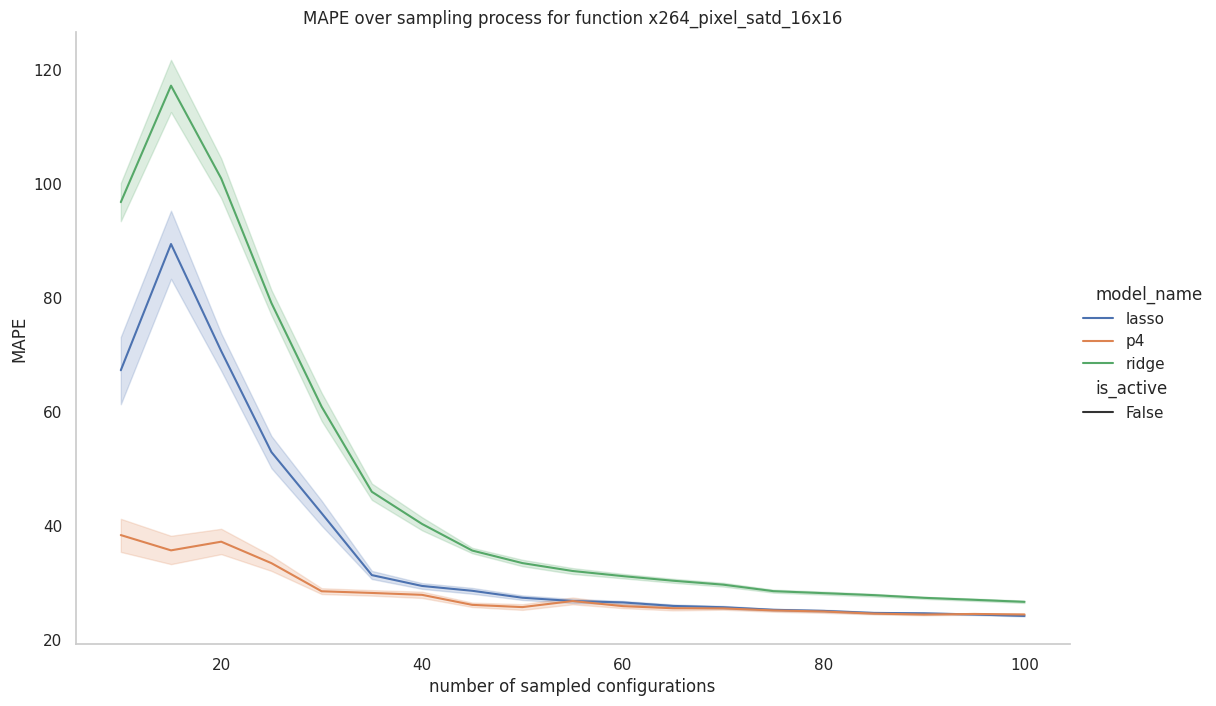 MAPE over sampling process for function x264_pixel_satd_16x16
120
100
80
60
40
20
MAPE
20
40
60
80
100
number of sampled configurations
model_name
lasso
p4
ridge
is_active
False